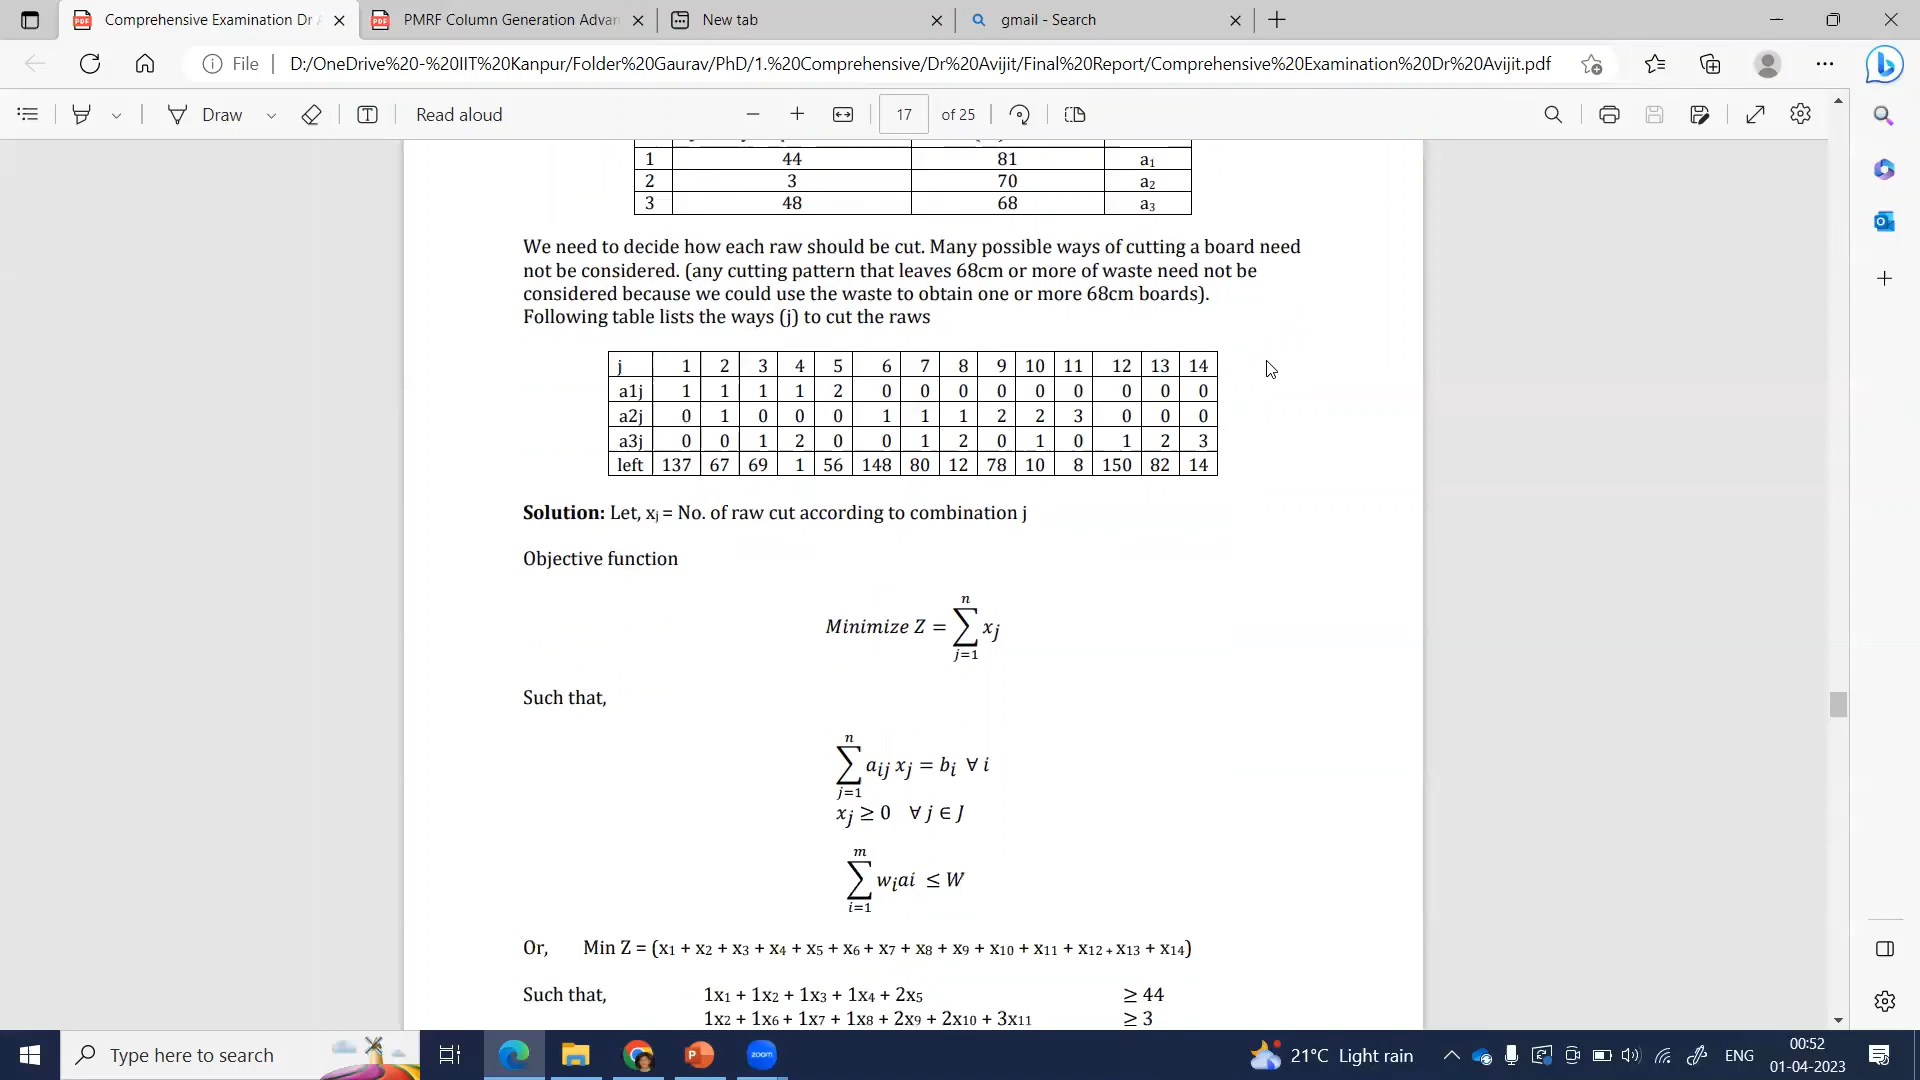 Comprehensive Examination Dr A
PMRF Column Generation Advan
New tab
gmail - Search
File
D:/OneDrive%20-%20IIT%20Kanpur/Folder%20Gaurav/PhD/1.%20Comprehensive/Dr%20Avijit/Final%20Report/Comprehensive%20Examination%20Dr%20Avijit.pdf
Draw
Read aloud
17 of 25
1 44 81 a1
2 3 70 a2
3 48 68 a3
We need to decide how each raw should be cut. Many possible ways of cutting a board need
not be considered. (any cutting pattern that leaves 68cm or more of waste need not be
considered because we could use the waste to obtain one or more 68cm boards).
Following table lists the ways (j) to cut the raws
j 1 2 3 4 5 6 7 8 9 10 11 12 13 14
a1j 1 1 1 1 2 0 0 0 0 0 0 0 0 0
a2j 0 1 0 0 0 1 1 1 2 2 3 0 0 0
a3j 0 0 1 2 0 0 1 2 0 1 0 1 2 3
left 137 67 69 1 56 148 80 12 78 10 8 150 82 14
Solution: Let, xj = No. of raw cut according to combination j
Objective function
n
Minimize Z = ∑ xj
j=1
Such that,
n
∑ aij xj = bi ∀ i
j=1
xj ≥ 0 ∀ j ∈ J
m
∑ wiai ≤ W
i=1
Or, Min Z = (x1 + x2 + x3 + x4 + x5 + x6 + x7 + x8 + x9 + x10 + x11 + x12 + x13 + x14)
Such that, 1x1 + 1x2 + 1x3 + 1x4 + 2x5 ≥ 44
1x2 + 1x6 + 1x7 + 1x8 + 2x9 + 2x10 + 3x11 ≥ 3
Type here to search
zoom
21°C Light rain
ENG
00:52
01-04-2023